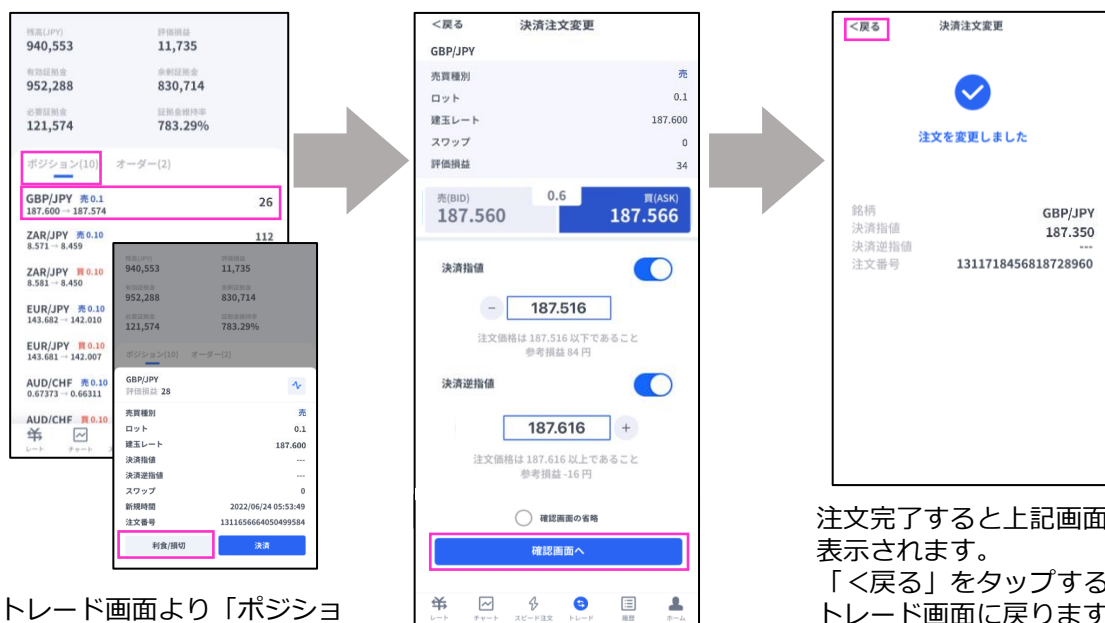 残高(JPY) 評価損益
940,553 11,735
有効証拠金 余剰証拠金
952,288 830,714
必要証拠金 証拠金維持率
121,574 783.29%
ポジション(10) オーダー(2)
GBP/JPY 売 0.1 26
187.600 → 187.574
ZAR/JPY 売 0.10 112
8.571 → 8.459
ZAR/JPY 買 0.10
8.581 → 8.450
EUR/JPY 売 0.10
143.682 → 142.010
EUR/JPY 買 0.10
143.681 → 142.007
AUD/CHF 売 0.10
0.67373 → 0.66311
AUD/CHF 買 0.10
レート チャート
残高(JPY) 評価損益
940,553 11,735
有効証拠金 余剰証拠金
952,288 830,714
必要証拠金 証拠金維持率
121,574 783.29%
ポジション(10) オーダー(2)
GBP/JPY
評価損益 28
売買種別 売
ロット 0.1
建玉レート 187.600
決済指値 ---
決済逆指値 ---
スワップ 0
新規時間 2022/06/24 05:53:49
注文番号 1311656664050499584
利食/損切 決済
トレード画面より「ポジショ
<戻る 決済注文変更
GBP/JPY
売買種別 売
ロット 0.1
建玉レート 187.600
スワップ 0
評価損益 34
売(BID) 0.6 買(ASK)
187.560 187.566
決済指値
− 187.516
注文価格は 187.516 以下であること
参考損益 84 円
決済逆指値
187.616 +
注文価格は 187.616 以上であること
参考損益 -16 円
確認画面の省略
確認画面へ
レート チャート スピード注文 トレード 履歴 ホーム
<戻る 決済注文変更
注文を変更しました
銘柄 GBP/JPY
決済指値 187.350
決済逆指値 ---
注文番号 1311718456818728960
注文完了すると上記画面
表示されます。
「<戻る」をタップする
トレード画面に戻ります